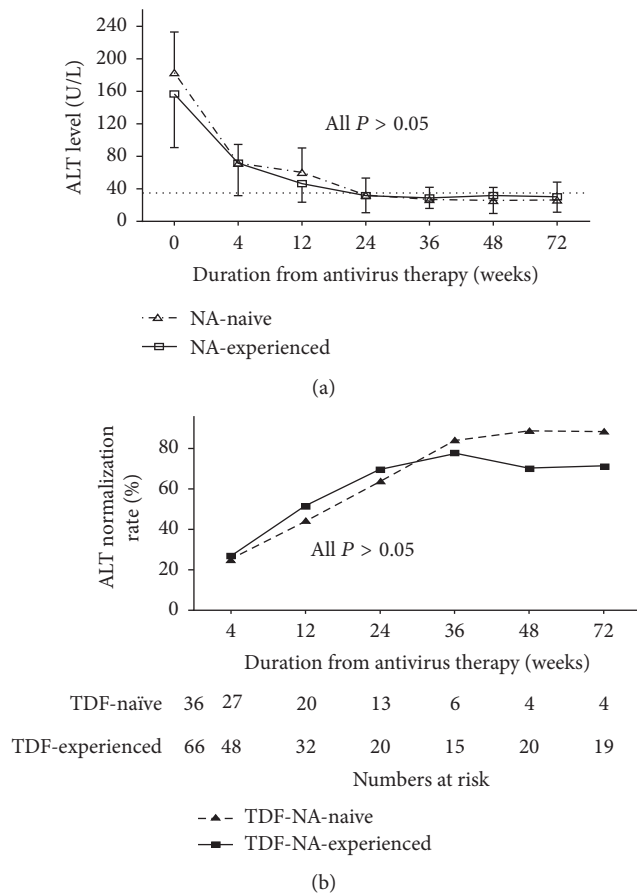 240
200
160
120
80
40
0
ALT level (U/L)
All P > 0.05
0 4 12 24 36 48 72
Duration from antivirus therapy (weeks)
NA-naive
NA-experienced
(a)
80
60
40
20
0
ALT normalization
rate (%)
All P > 0.05
4 12 24 36 48 72
Duration from antivirus therapy (weeks)
TDF-naïve 36 27 20 13 6 4 4
TDF-experienced 66 48 32 20 15 20 19
Numbers at risk
TDF-NA-naive
TDF-NA-experienced
(b)